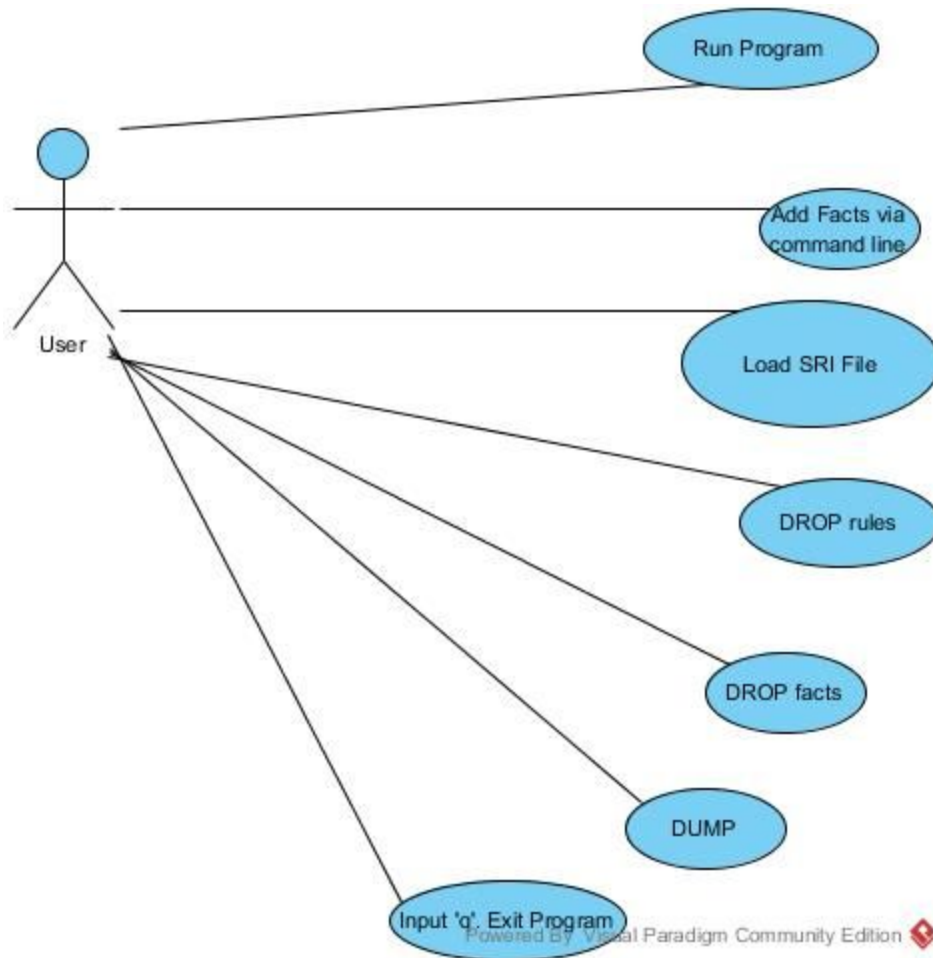 Run Program
Add Facts via
command line
Load SRI File
User
DROP rules
DROP facts
DUMP
Input 'q'. Exit Program
Powered By Visual Paradigm Community Edition